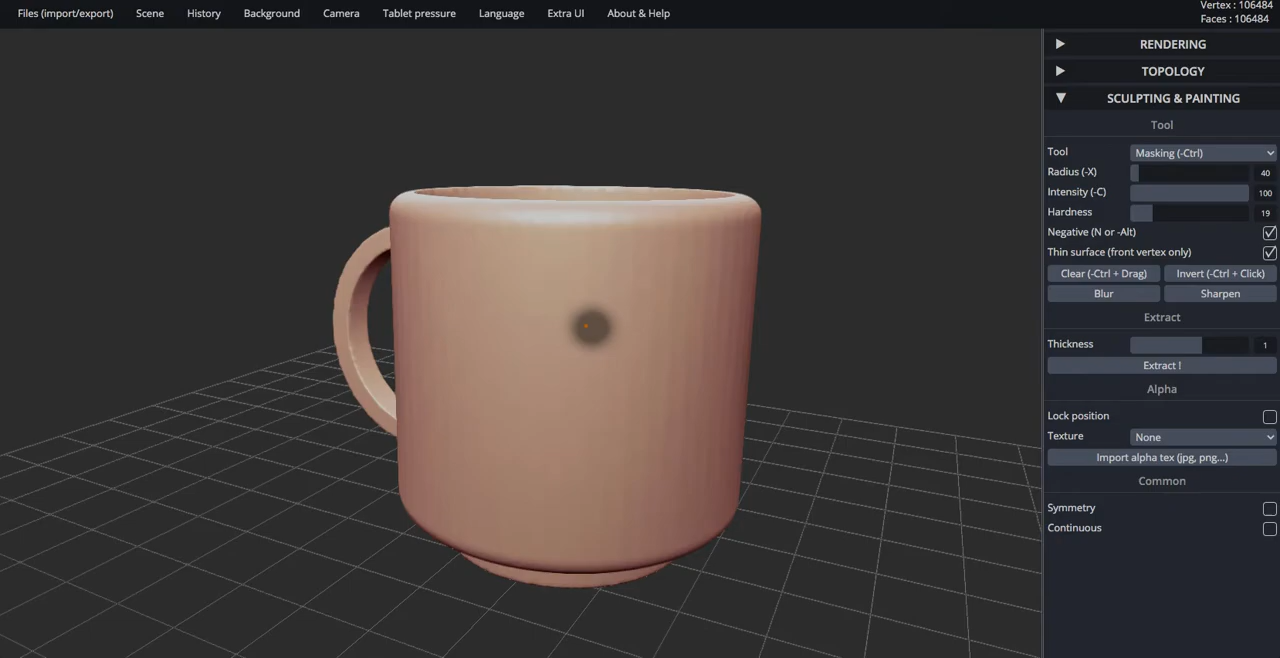 Files (import/export) Scene History Background Camera Tablet pressure Language Extra UI About & Help
Vertex : 106484
Faces : 106484
RENDERING
TOPOLOGY
SCULPTING & PAINTING
Tool
Tool Masking (-Ctrl)
Radius (-X) 40
Intensity (-C) 100
Hardness 19
Negative (N or -Alt)
Thin surface (front vertex only)
Clear (-Ctrl + Drag) Invert (-Ctrl + Click)
Blur Sharpen
Extract
Thickness 1
Extract !
Alpha
Lock position
Texture None
Import alpha tex (jpg, png...)
Common
Symmetry
Continuous